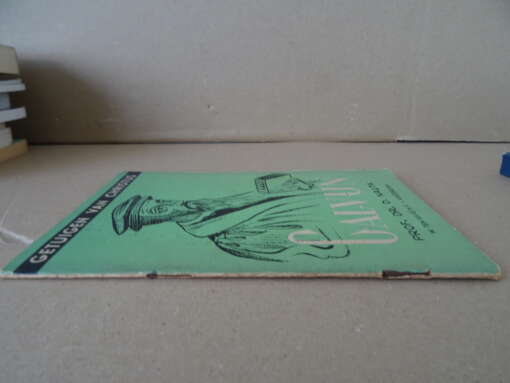 GETUIGEN VAN CHRISTUS
CALVIJN
PROF. DR. D. NAUTA